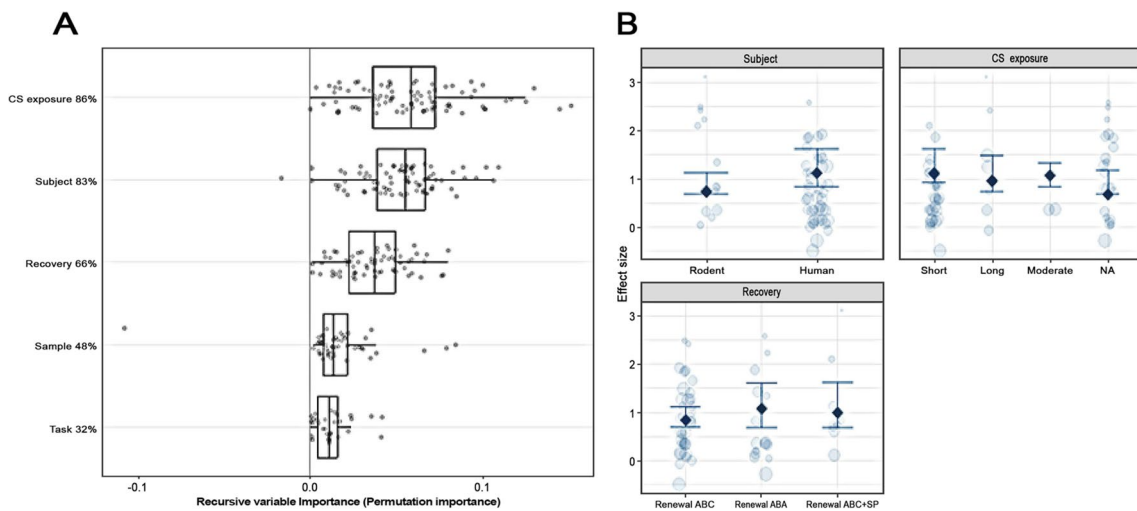 A
CS exposure 86%
Subject 83%
Recovery 66%
Sample 48%
Task 32%
-0.1
0.0
0.1
Recursive variable Importance (Permutation importance)
B
Effect size
Subject
3
2
1
0
Rodent
Human
CS exposure
Short
Long
Moderate
NA
Recovery
3
2
1
0
Renewal ABC
Renewal ABA
Renewal ABC+SP